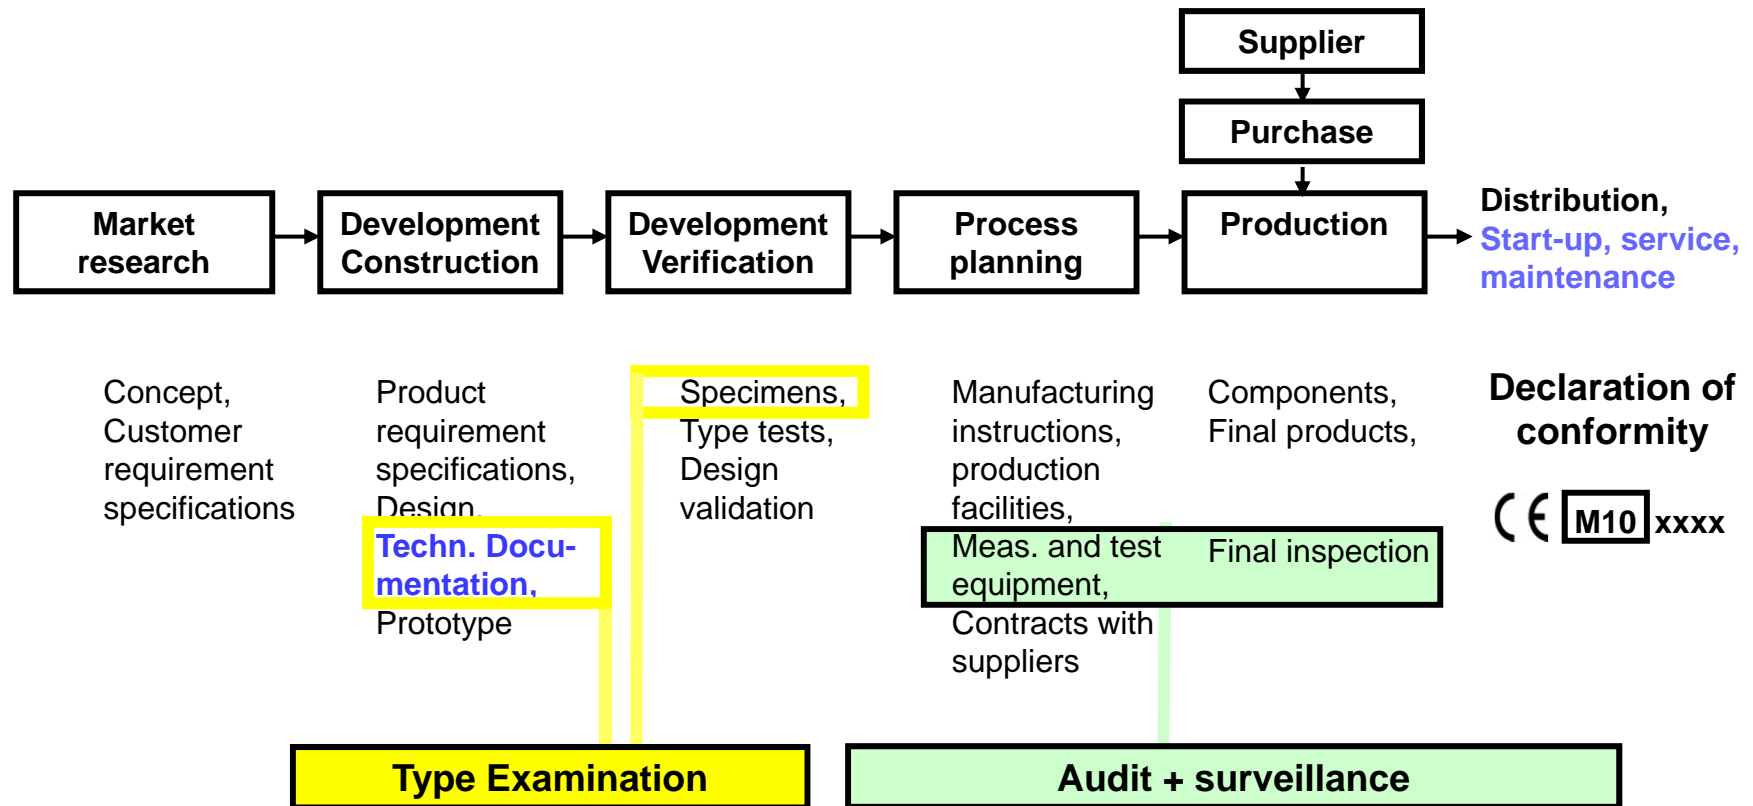 Supplier
Purchase
Market
research
Development
Construction
Development
Verification
Process
planning
Production
Distribution,
Start-up, service,
maintenance
Concept,
Customer
requirement
specifications
Product
requirement
specifications,
Design,
Techn. Docu-
mentation,
Prototype
Specimens,
Type tests,
Design
validation
Manufacturing
instructions,
production
facilities,
Meas. and test
equipment,
Contracts with
suppliers
Components,
Final products,
Final inspection
Declaration of
conformity
CE M10 xxxx
Type Examination
Audit + surveillance